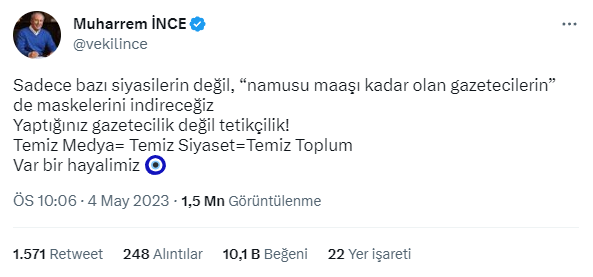 Muharrem İNCE
@vekilince
Sadece bazı siyasilerin değil, “namusu maaşı kadar olan gazetecilerin”
de maskelerini indireceğiz
Yaptığınız gazetecilik değil tetikçilik!
Temiz Medya= Temiz Siyaset=Temiz Toplum
Var bir hayalimiz 🧿
ÖS 10:06 · 4 May 2023 · 1,5 Mn Görüntülenme
1.571 Retweet 248 Alıntılar 10,1 B Beğeni 22 Yer işareti